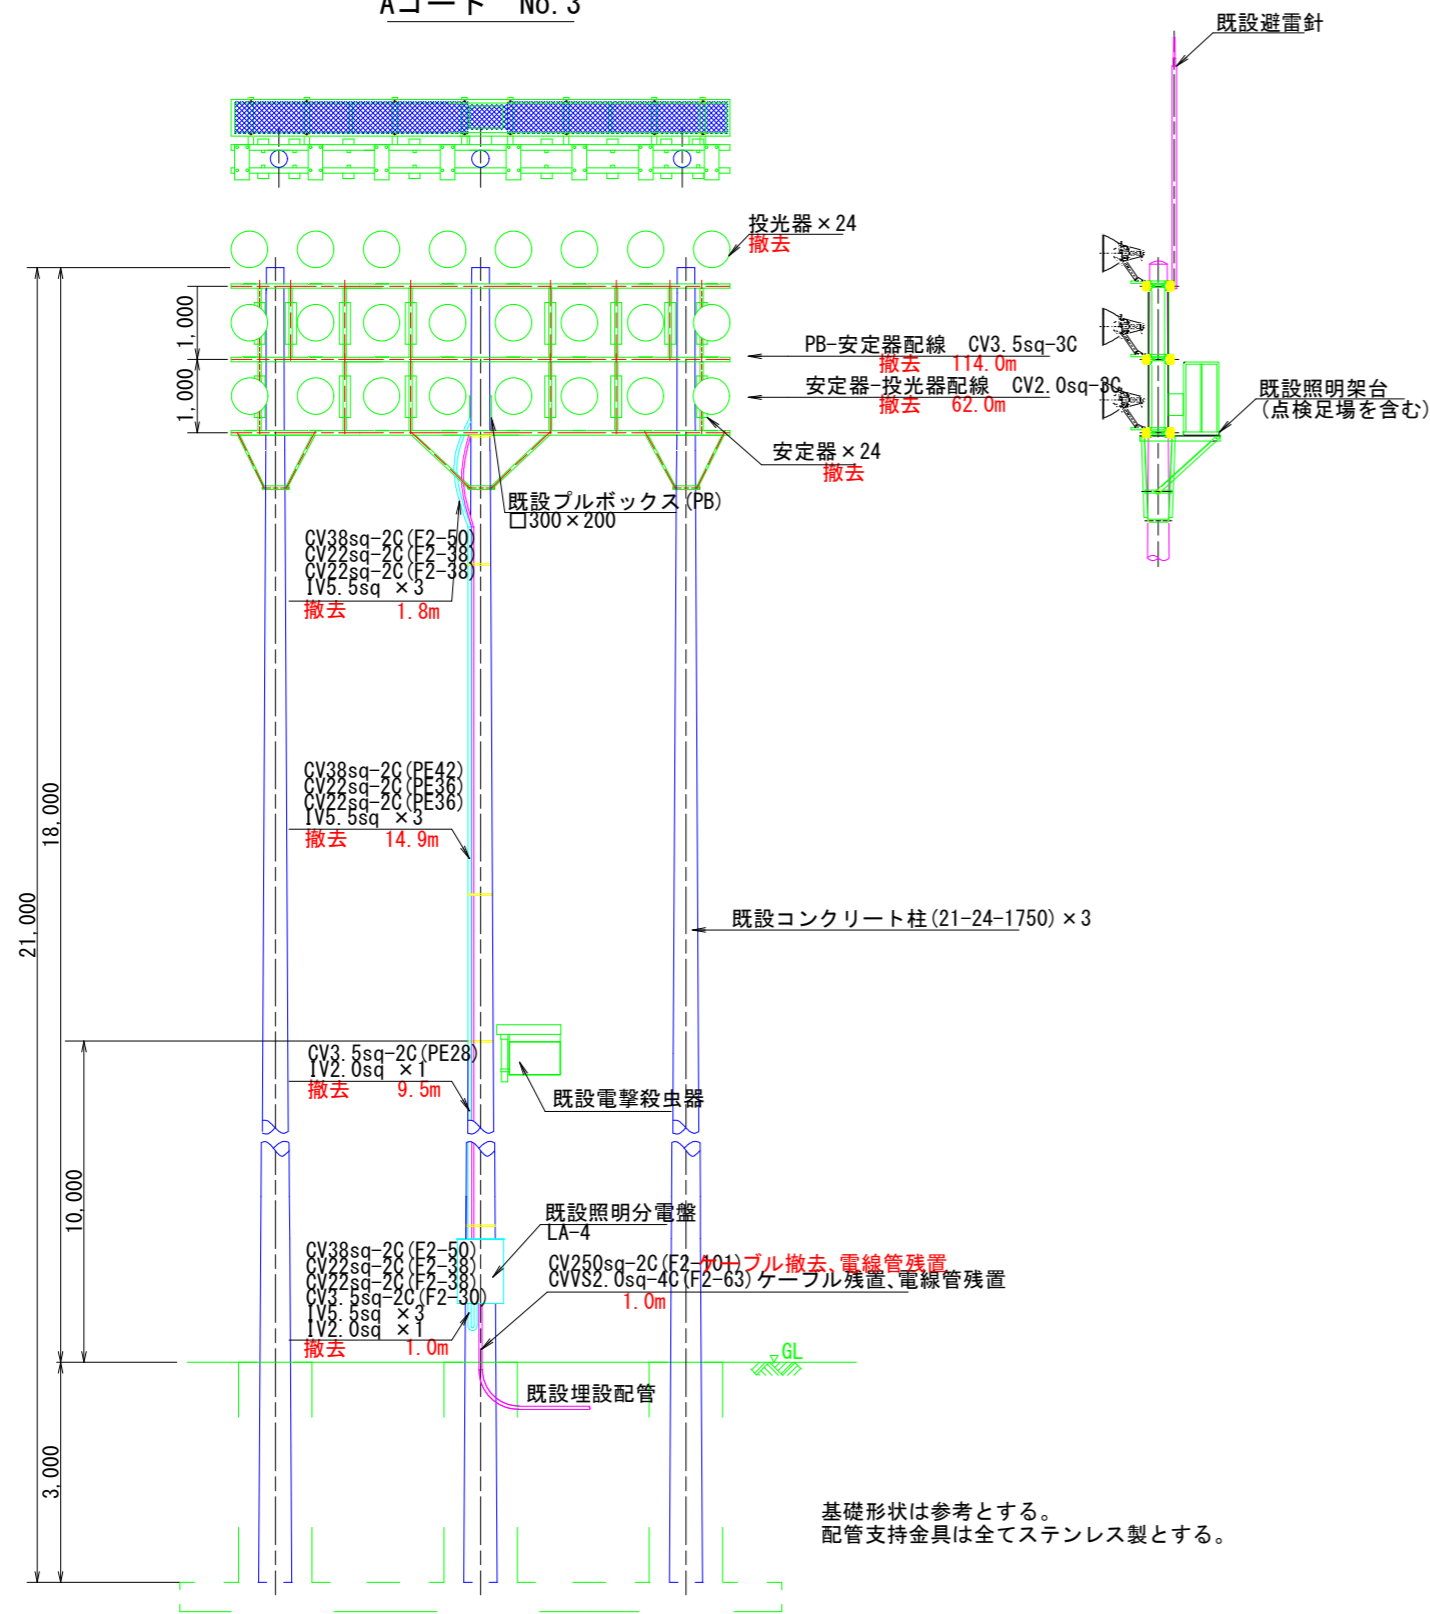 Aコート No.3
既設避雷針
投光器×24
撤去
1,000
1,000
PB-安定器配線 CV3.5sq-3C
撤去 114.0m
安定器-投光器配線 CV2.0sq-3C
撤去 62.0m
既設照明架台
(点検足場を含む)
安定器×24
撤去
既設プルボックス(PB)
□300×200
CV38sq-2C(F2-50)
CV22sq-2C(F2-38)
CV22sq-2C(F2-38)
IV5.5sq ×3
撤去 1.8m
CV38sq-2C(PE42)
CV22sq-2C(PE36)
CV22sq-2C(PE36)
IV5.5sq ×3
撤去 14.9m
18,000
21,000
既設コンクリート柱(21-24-1750)×3
CV3.5sq-2C(PE28)
IV2.0sq ×1
撤去 9.5m
既設電撃殺虫器
10,000
既設照明分電盤
LA-4
CV38sq-2C(F2-50)
CV22sq-2C(F2-38)
CV22sq-2C(F2-38)
CV3.5sq-2C(F2-30)
IV5.5sq ×3
IV2.0sq ×1
撤去 1.0m
CV250sq-2C(F2-101)ケーブル撤去、電線管残置
CVVS2.0sq-4C(F2-63)ケーブル残置、電線管残置
1.0m
GL
既設埋設配管
3,000
基礎形状は参考とする。
配管支持金具は全てステンレス製とする。